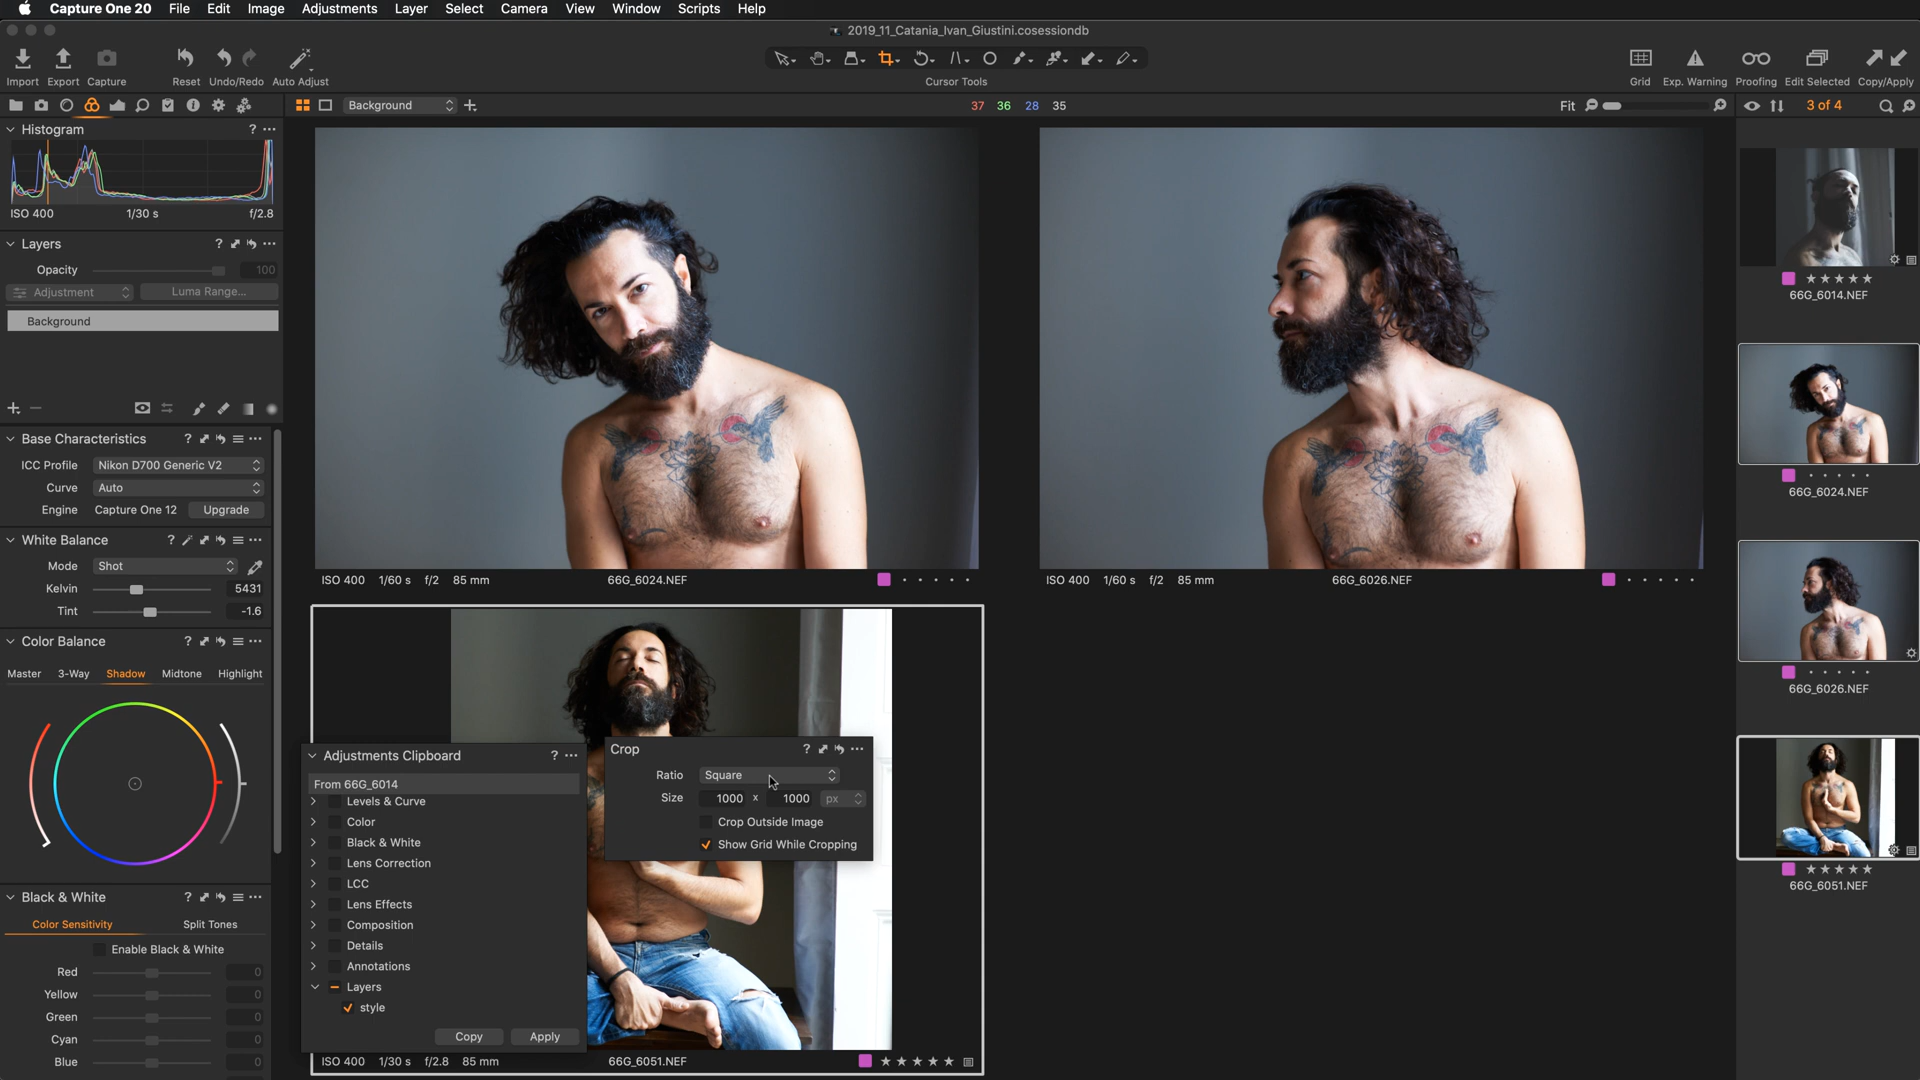 Capture One 20 File Edit Image Adjustments Layer Select Camera View Window Scripts Help
2019_11_Catania_Ivan_Giustini.cosessiondb
Import Export Capture Reset Undo/Redo Auto Adjust
Cursor Tools
Grid Exp. Warning Proofing Edit Selected Copy/Apply
Background
37 36 28 35
Fit
3 of 4
Histogram
ISO 400 1/30 s f/2.8
Layers
Opacity 100
Adjustment Luma Range...
Background
Base Characteristics
ICC Profile Nikon D700 Generic V2
Curve Auto
Engine Capture One 12 Upgrade
White Balance
Mode Shot
Kelvin 5431
Tint -1.6
Color Balance
Master 3-Way Shadow Midtone Highlight
Black & White
Color Sensitivity Split Tones
Enable Black & White
Red 0
Yellow 0
Green 0
Cyan 0
Blue 0
ISO 400 1/60 s f/2 85 mm 66G_6024.NEF
ISO 400 1/60 s f/2 85 mm 66G_6026.NEF
Adjustments Clipboard
From 66G_6014
Levels & Curve
Color
Black & White
Lens Correction
LCC
Lens Effects
Composition
Details
Annotations
Layers
style
Copy Apply
Crop
Ratio Square
Size 1000 x 1000 px
Crop Outside Image
Show Grid While Cropping
ISO 400 1/30 s f/2.8 85 mm 66G_6051.NEF
66G_6014.NEF
66G_6024.NEF
66G_6026.NEF
66G_6051.NEF